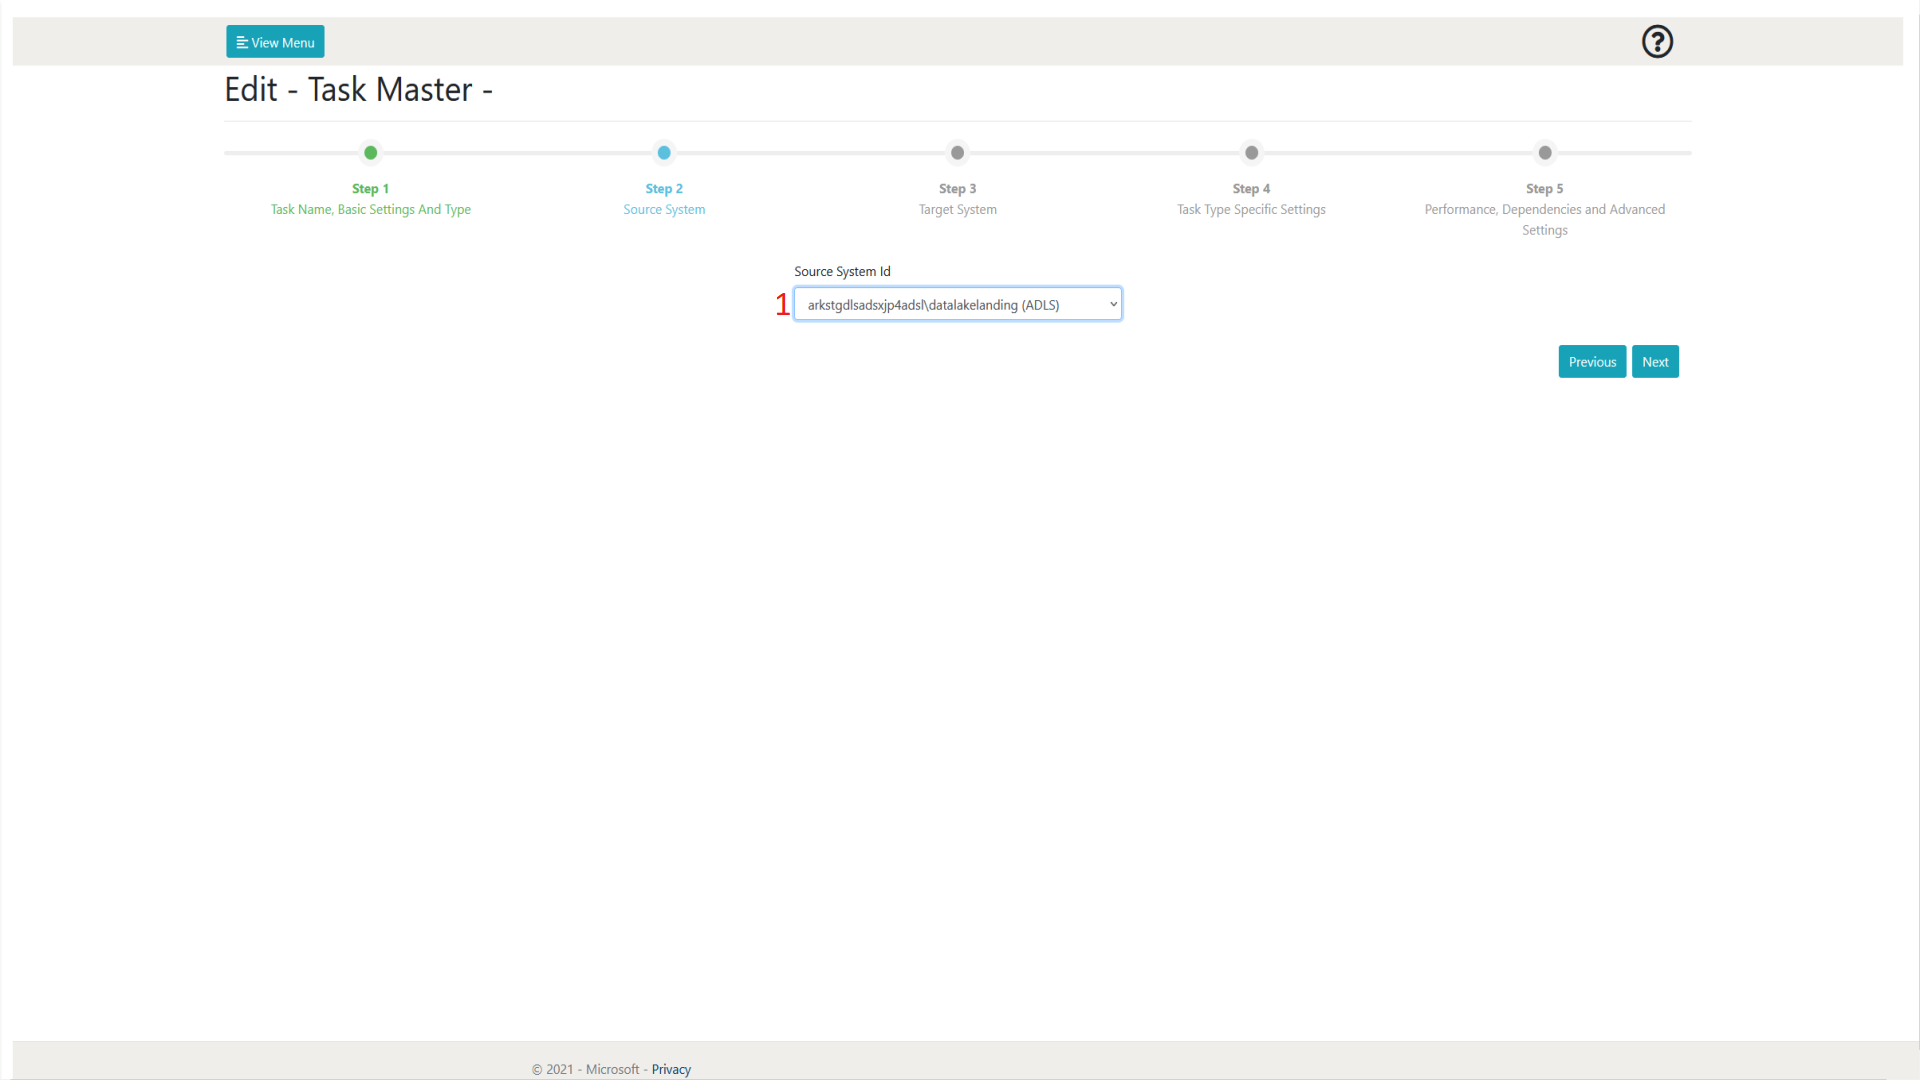 View Menu
Edit - Task Master -
Step 1
Task Name, Basic Settings And Type
Step 2
Source System
Step 3
Target System
Step 4
Task Type Specific Settings
Step 5
Performance, Dependencies and Advanced
Settings
Source System Id
1 arkstgdlsadsxjp4adsl\datalakelanding (ADLS)
Previous Next
© 2021 - Microsoft - Privacy